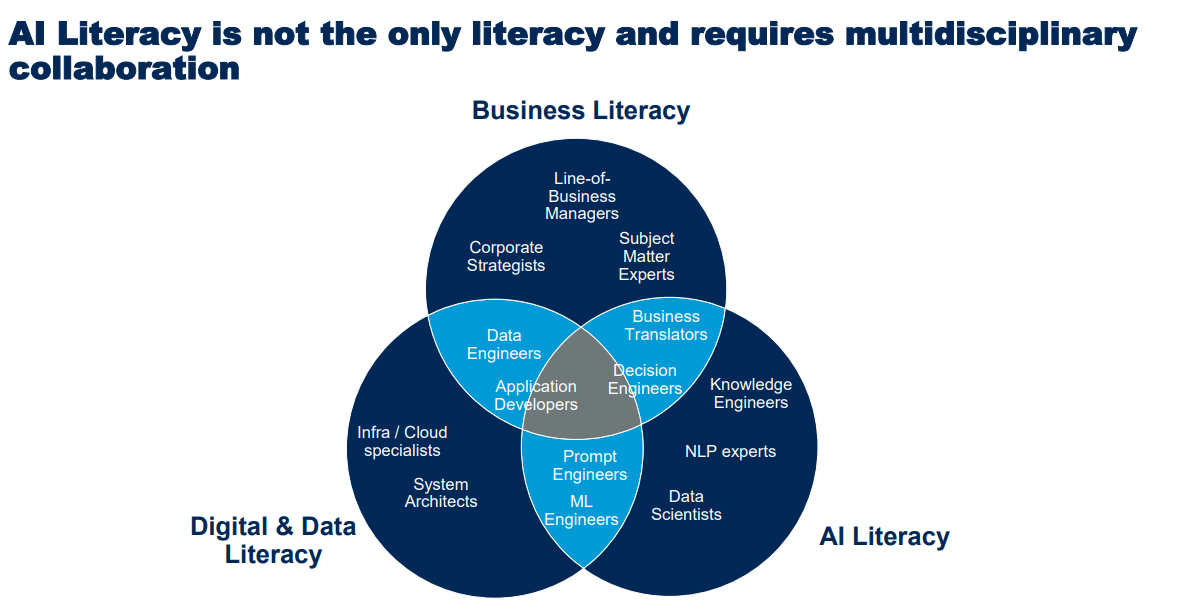 AI Literacy is not the only literacy and requires multidisciplinary
collaboration
Business Literacy
Line-of-
Business
Managers
Corporate
Strategists
Subject
Matter
Experts
Data
Engineers
Business
Translators
Application
Developers
Decision
Engineers
Knowledge
Engineers
Infra / Cloud
specialists
NLP experts
Prompt
Engineers
System
Architects
ML
Engineers
Data
Scientists
Digital & Data
Literacy
AI Literacy